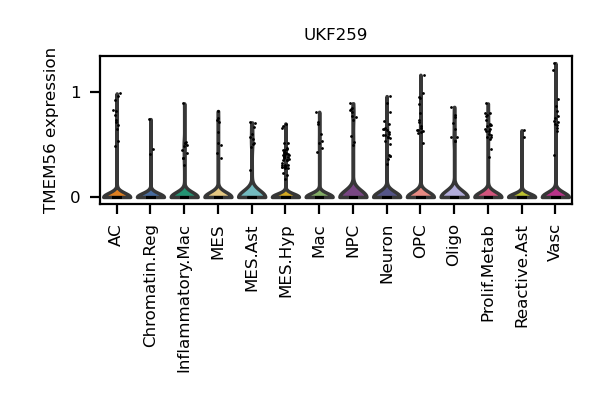 UKF259
TMEM56 expression
1
0
AC
Chromatin.Reg
Inflammatory.Mac
MES
MES.Ast
MES.Hyp
Mac
NPC
Neuron
OPC
Oligo
Prolif.Metab
Reactive.Ast
Vasc